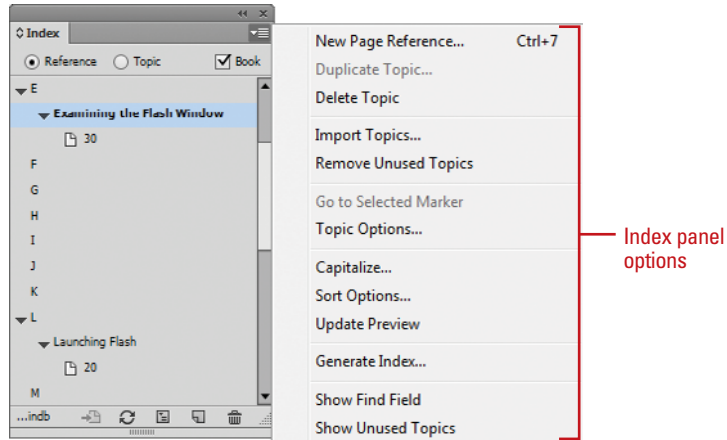 Index
Reference Topic Book
E
Examining the Flash Window
30
F
G
H
I
J
K
L
Launching Flash
20
M
...indb
New Page Reference... Ctrl+7
Duplicate Topic...
Delete Topic
Import Topics...
Remove Unused Topics
Go to Selected Marker
Topic Options...
Capitalize...
Sort Options...
Update Preview
Generate Index...
Show Find Field
Show Unused Topics
Index panel
options